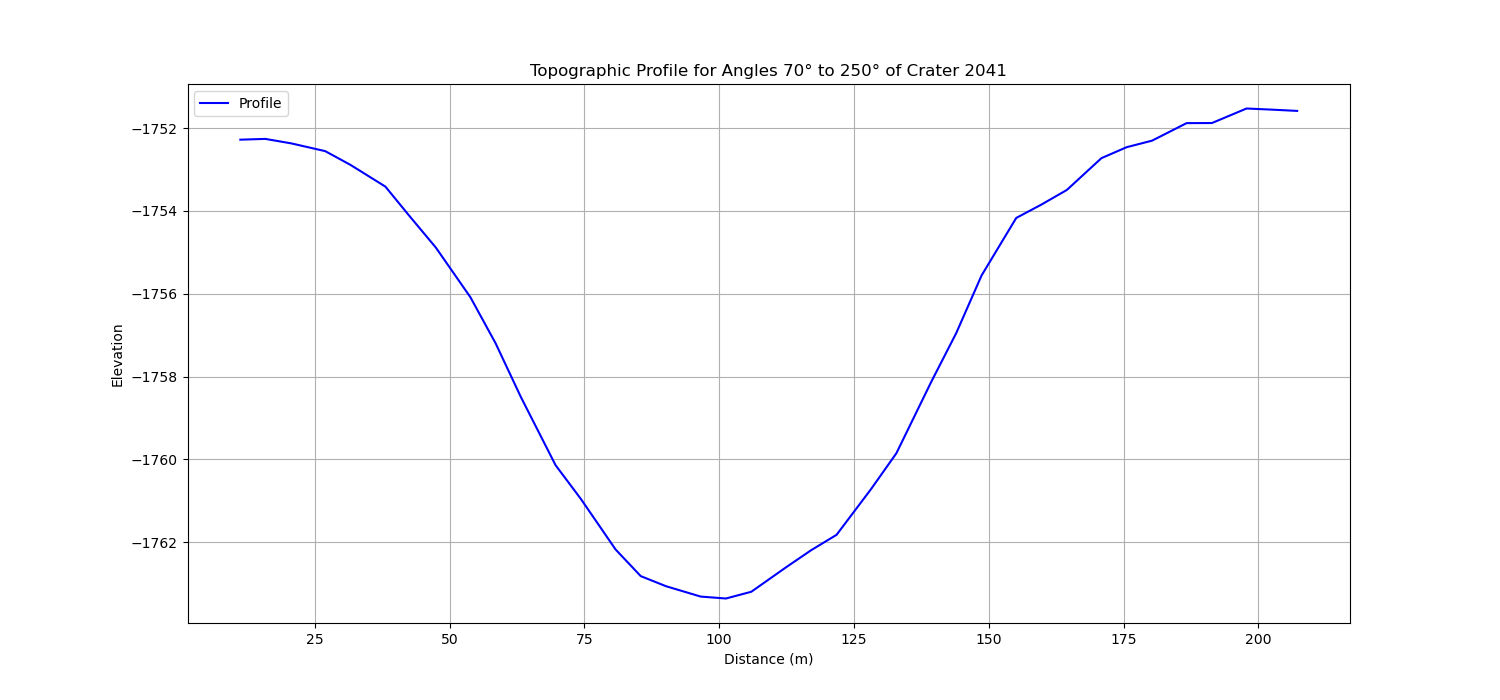 Topographic Profile for Angles 70° to 250° of Crater 2041
Profile
−1752
−1754
−1756
−1758
−1760
−1762
Elevation
25 50 75 100 125 150 175 200
Distance (m)